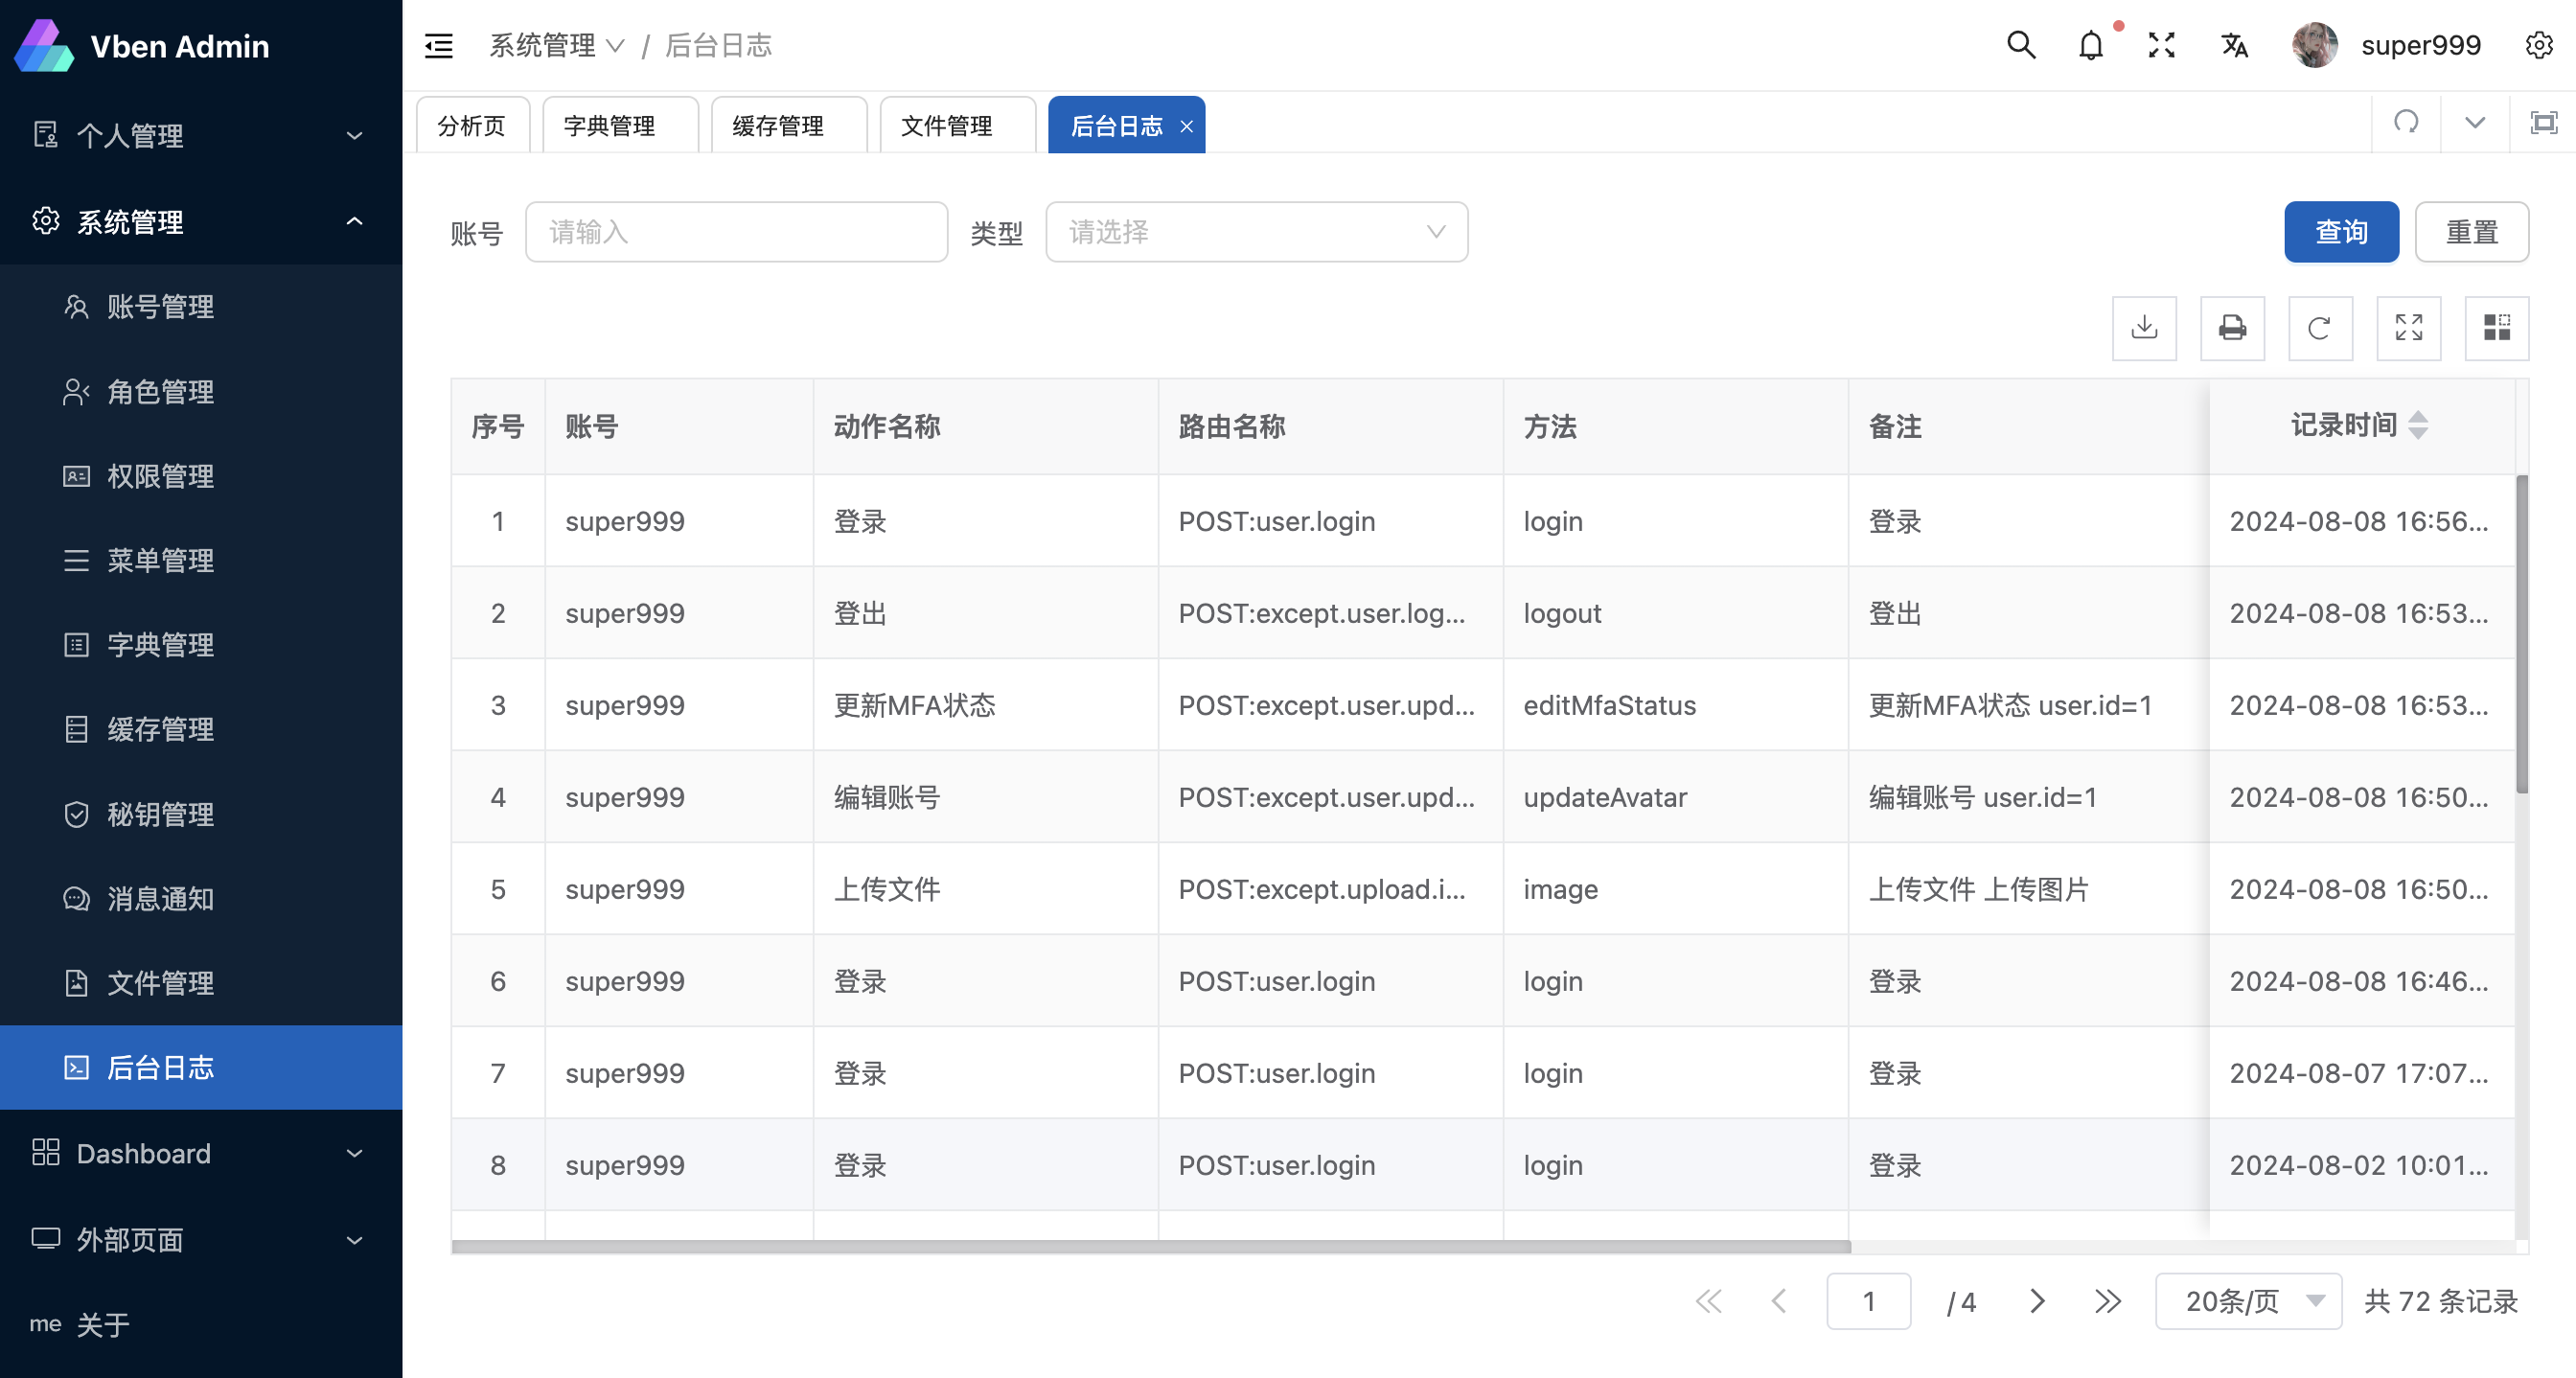 Vben Admin
个人管理
系统管理
账号管理
角色管理
权限管理
菜单管理
字典管理
缓存管理
秘钥管理
消息通知
文件管理
后台日志
Dashboard
外部页面
me 关于
系统管理 / 后台日志
super999
分析页 字典管理 缓存管理 文件管理 后台日志
账号 请输入 类型 请选择 查询 重置
序号 账号 动作名称 路由名称 方法 备注 记录时间
1 super999 登录 POST:user.login login 登录 2024-08-08 16:56...
2 super999 登出 POST:except.user.log... logout 登出 2024-08-08 16:53...
3 super999 更新MFA状态 POST:except.user.upd... editMfaStatus 更新MFA状态 user.id=1 2024-08-08 16:53...
4 super999 编辑账号 POST:except.user.upd... updateAvatar 编辑账号 user.id=1 2024-08-08 16:50...
5 super999 上传文件 POST:except.upload.i... image 上传文件 上传图片 2024-08-08 16:50...
6 super999 登录 POST:user.login login 登录 2024-08-08 16:46...
7 super999 登录 POST:user.login login 登录 2024-08-07 17:07...
8 super999 登录 POST:user.login login 登录 2024-08-02 10:01...
1 / 4 20条/页 共 72 条记录